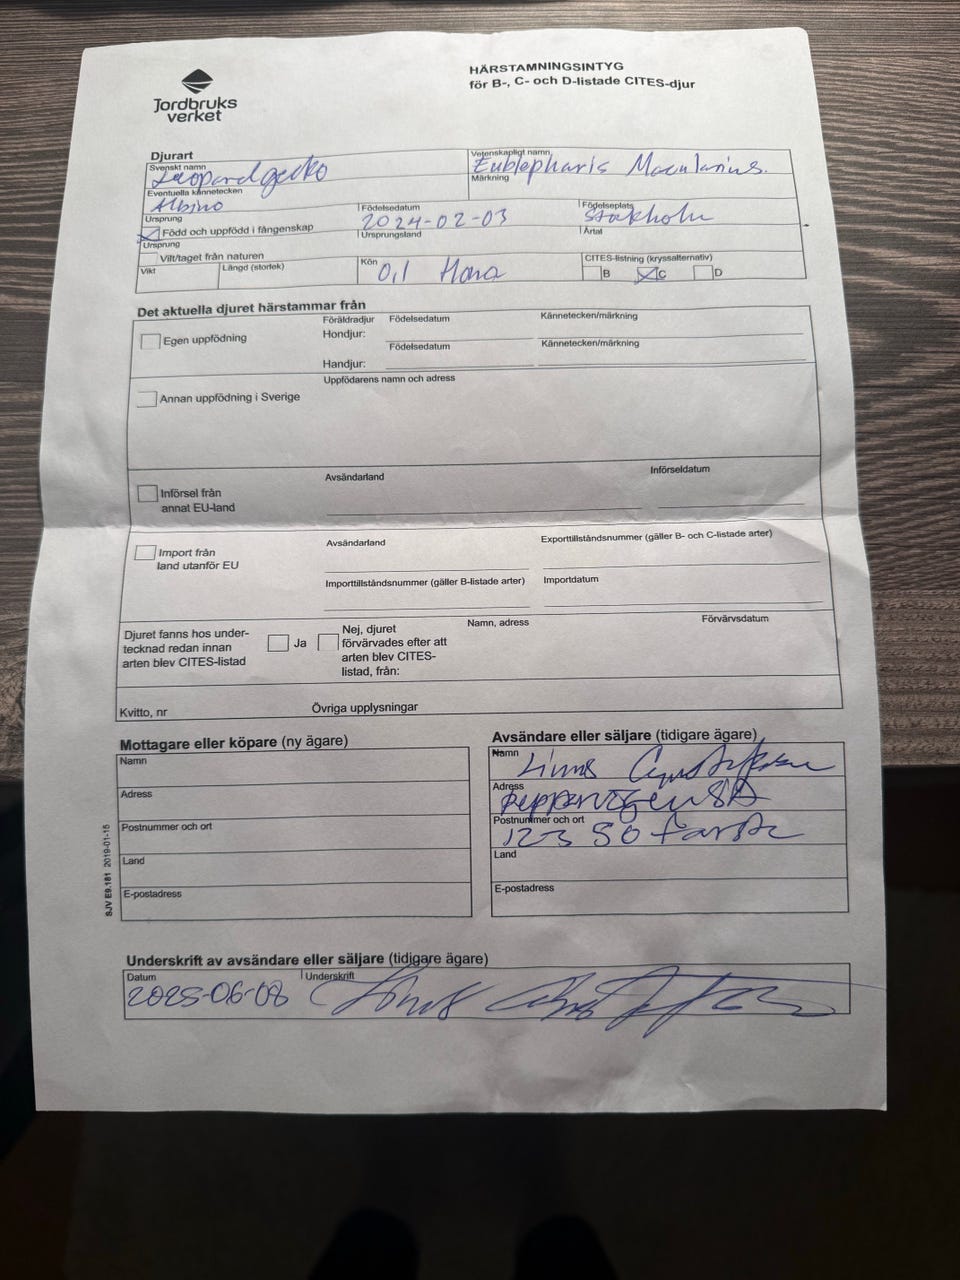 Jordbruks
verket
HÄRSTAMNINGSINTYG
för B-, C- och D-listade CITES-djur
Djurart
Svenskt namn
Leopardgecko
Vetenskapligt namn
Eublepharis Macularius.
Eventuella kännetecken
Albino
Märkning
Ursprung
Född och uppfödd i fångenskap
Födelsedatum
2024-02-03
Födelseplats
Stokholm
Ursprung
Vilt/taget från naturen
Ursprungsland
Årtal
Vikt
Längd (storlek)
Kön
0,1 Hona
CITES-listning (kryssalternativ)
B C D
Det aktuella djuret härstammar från
Egen uppfödning
Föräldradjur Födelsedatum Kännetecken/märkning
Hondjur:
Födelsedatum Kännetecken/märkning
Handjur:
Annan uppfödning i Sverige
Uppfödarens namn och adress
Införsel från
annat EU-land
Avsändarland Införseldatum
Import från
land utanför EU
Avsändarland Exporttillståndsnummer (gäller B- och C-listade arter)
Importtillståndsnummer (gäller B-listade arter) Importdatum
Djuret fanns hos under-
tecknad redan innan
arten blev CITES-listad
Ja
Nej, djuret
förvärvades efter att
arten blev CITES-
listad, från:
Namn, adress Förvärvsdatum
Kvitto, nr Övriga upplysningar
Mottagare eller köpare (ny ägare)
Namn
Adress
Postnummer och ort
Land
E-postadress
Avsändare eller säljare (tidigare ägare)
Namn
Adress
Postnummer och ort
123 50 farsta
Land
E-postadress
SJV E9.181 2019-01-15
Underskrift av avsändare eller säljare (tidigare ägare)
Datum
2025-06-08
Underskrift